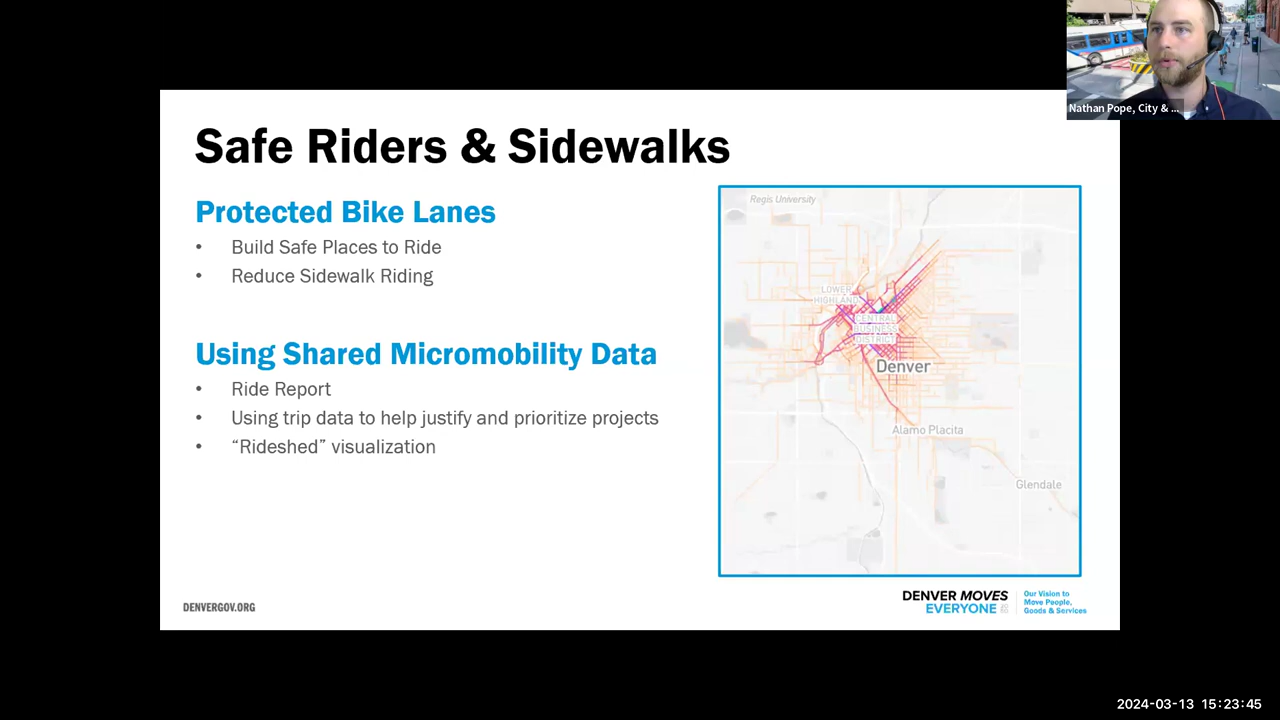 Nathan Pope, City & ...
Safe Riders & Sidewalks
Protected Bike Lanes
• Build Safe Places to Ride
• Reduce Sidewalk Riding
Using Shared Micromobility Data
• Ride Report
• Using trip data to help justify and prioritize projects
• “Rideshed” visualization
Regis University
LOWER
HIGHLAND
CENTRAL
BUSINESS
DISTRICT
Denver
Alamo Placita
Glendale
DENVERGOV.ORG
DENVER MOVES
EVERYONE
Our Vision to
Move People,
Goods & Services
2024-03-13 15:23:45